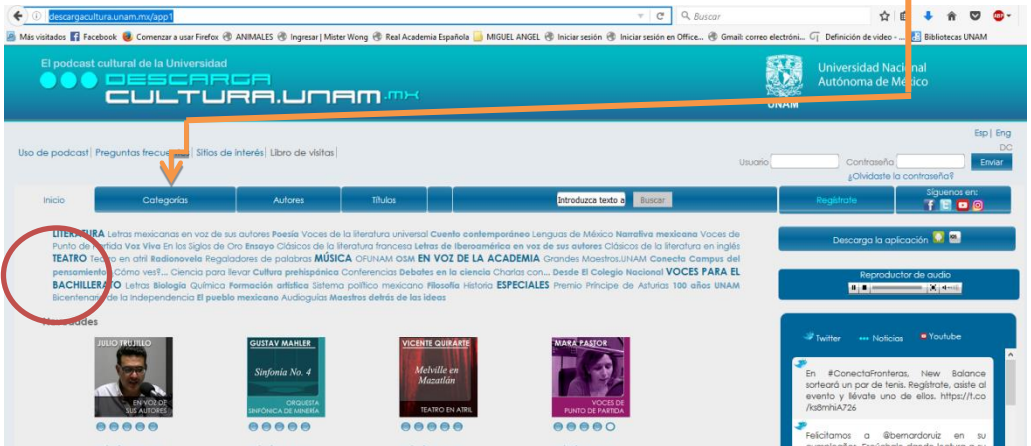 descargacultura.unam.mx/app1
Buscar
Más visitados Facebook Comenzar a usar Firefox ANIMALES Ingresar | Mister Wong Real Academia Española MIGUEL ANGEL Iniciar sesión Iniciar sesión en Office... Gmail: correo electróni... Definición de video - ... Bibliotecas UNAM
El podcast cultural de la Universidad
DESCARGA
CULTURA.UNAM.MX
UNAM
Universidad Nacional
Autónoma de México
Esp | Eng
DC
Uso de podcast | Preguntas frecue | Sitios de interés | Libro de visitas |
Usuario Contraseña Enviar
¿Olvidaste la contraseña?
Inicio Categorías Autores Títulos Introduzca texto a Buscar Regístrate Síguenos en:
LITERATURA Letras mexicanas en voz de sus autores Poesía Voces de la literatura universal Cuento contemporáneo Lenguas de México Narrativa mexicana Voces de
Punto de Partida Voz Viva En los Siglos de Oro Ensayo Clásicos de la literatura francesa Letras de Iberoamérica en voz de sus autores Clásicos de la literatura en inglés
TEATRO Teatro en atril Radionovela Regaladores de palabras MÚSICA OFUNAM OSM EN VOZ DE LA ACADEMIA Grandes Maestros.UNAM Conecta Campus del
pensamiento ¿Cómo ves?... Ciencia para llevar Cultura prehispánica Conferencias Debates en la ciencia Charlas con... Desde El Colegio Nacional VOCES PARA EL
BACHILLERATO Letras Biología Química Formación artística Sistema político mexicano Filosofía Historia ESPECIALES Premio Príncipe de Asturias 100 años UNAM
Bicentenario de la Independencia El pueblo mexicano Audioguías Maestros detrás de las ideas
Descarga la aplicación
Reproductor de audio
Novedades
JULIO TRUJILLO
EN VOZ DE
SUS AUTORES
GUSTAV MAHLER
Sinfonía No. 4
ORQUESTA
SINFÓNICA DE MINERÍA
VICENTE QUIRARTE
Melville en
Mazatlán
TEATRO EN ATRIL
MARA PASTOR
VOCES DE
PUNTO DE PARTIDA
Twitter Noticias Youtube
En #ConectaFronteras, New Balance
sorteará un par de tenis. Regístrate, asiste al
evento y llévate uno de ellos. https://t.co
/ks8mhiA726
Felicitamos a @bernardoruiz en su